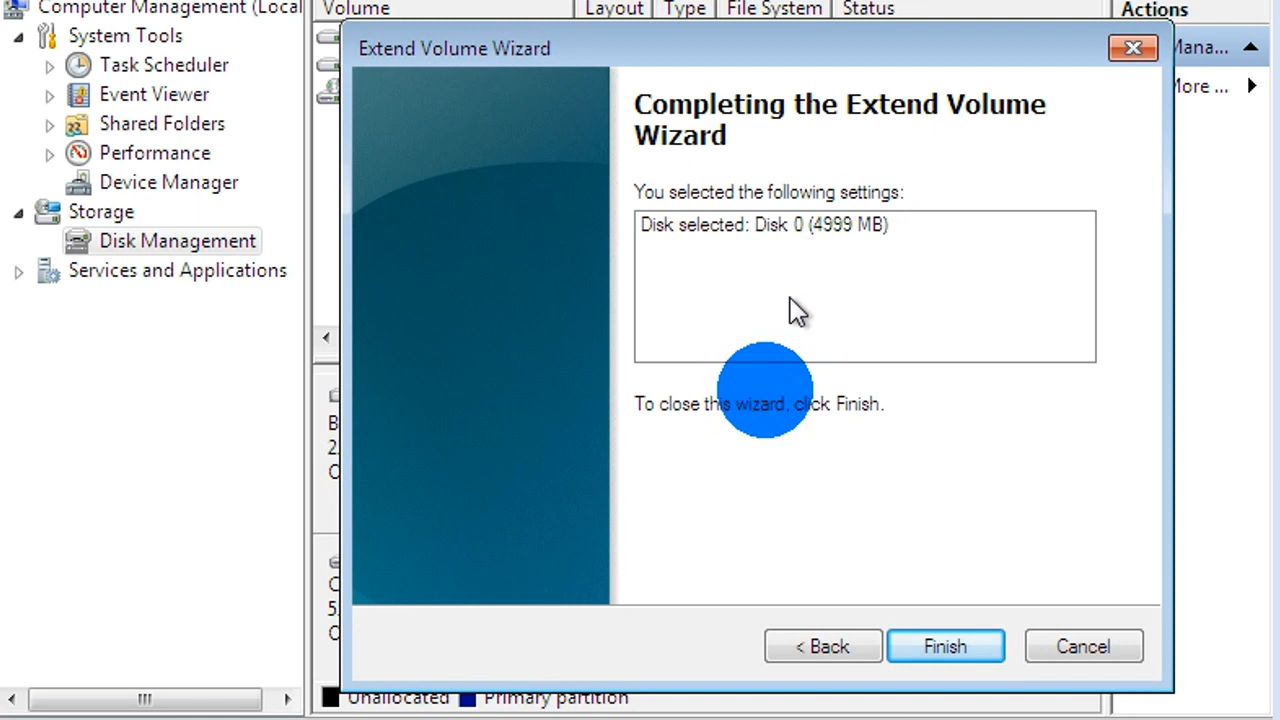 Computer Management (Local
System Tools
Task Scheduler
Event Viewer
Shared Folders
Performance
Device Manager
Storage
Disk Management
Services and Applications
Volume
Layout
Type
File System
Status
Actions
Mana...
More ...
Extend Volume Wizard
Completing the Extend Volume
Wizard
You selected the following settings:
Disk selected: Disk 0 (4999 MB)
To close this wizard, click Finish.
< Back
Finish
Cancel
Unallocated
Primary partition